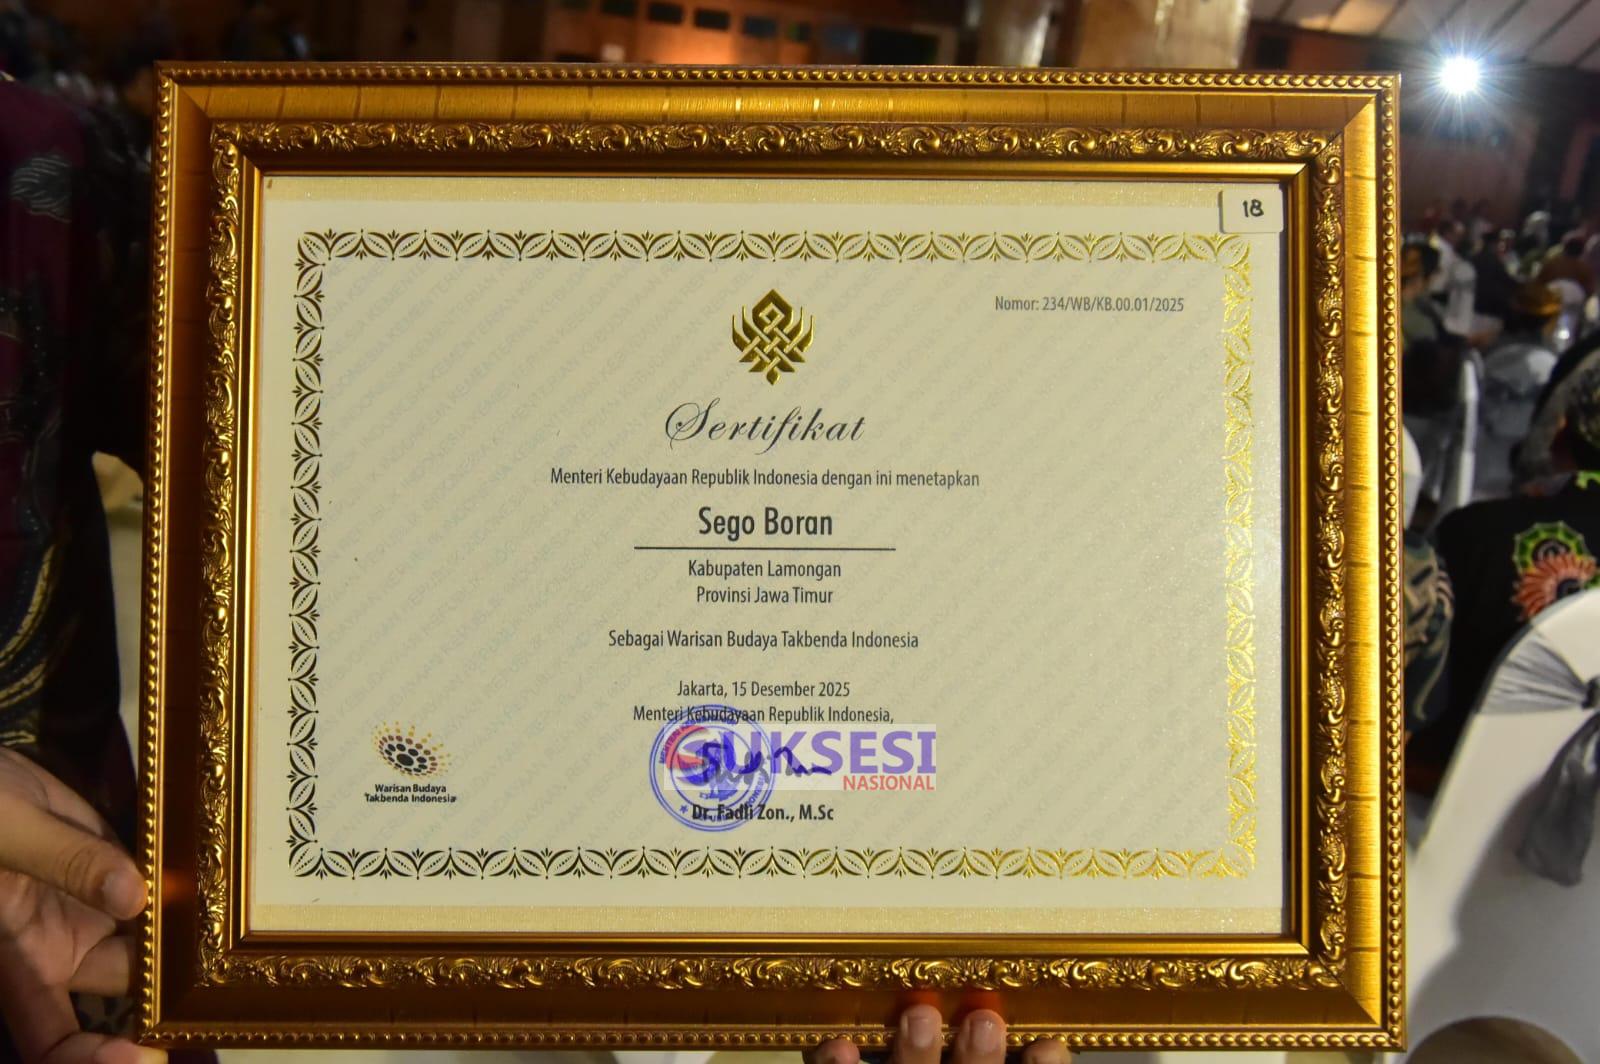 18
Nomor: 234/WB/KB.00.01/2025
Sertifikat
Menteri Kebudayaan Republik Indonesia dengan ini menetapkan
Sego Boran
Kabupaten Lamongan
Provinsi Jawa Timur
Sebagai Warisan Budaya Takbenda Indonesia
Jakarta, 15 Desember 2025
Menteri Kebudayaan Republik Indonesia,
SUKSESI
NASIONAL
Dr. Fadli Zon., M.Sc
Warisan Budaya
Takbenda Indonesia